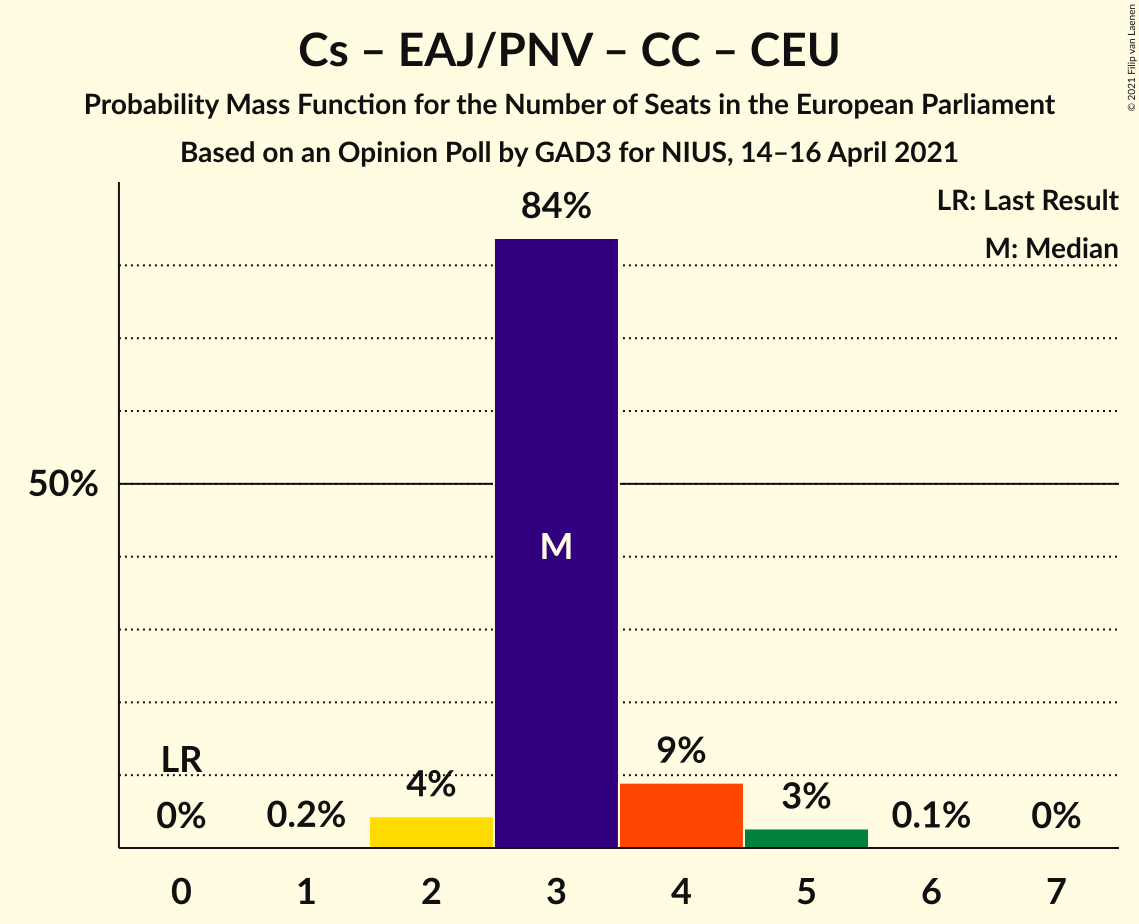 Cs – EAJ/PNV – CC – CEU
Probability Mass Function for the Number of Seats in the European Parliament
Based on an Opinion Poll by GAD3 for NIUS, 14–16 April 2021
© 2021 Filip van Laenen
LR: Last Result
M: Median
84%
50%
M
LR
0%
0.2%
4%
9%
3%
0.1%
0%
0 1 2 3 4 5 6 7